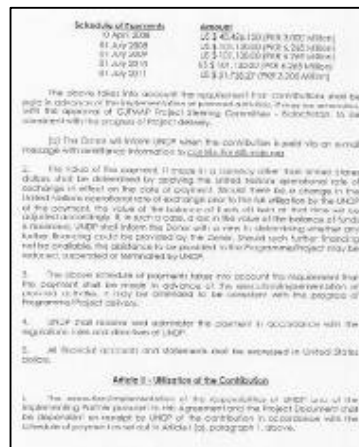 Schedule of Payments Amount
10 April 2008
01 July 2008
01 July 2009
01 July 2010
01 July 2011
The above takes into account the requirement that contributions shall be
with the approval of Project Steering Committee - Balochistan, to be
consistent with the progress of Project delivery.
The Donor will inform UNDP when the contribution is paid via an e-mail
message with remittance information to
2. The value of the payment, if made in a currency other than United States
dollars, shall be determined by applying the United Nations operational rate of
exchange in effect on the date of payment. Should there be a change in the
United Nations operational rate of exchange prior to the full utilization by the UNDP
of the payment, the value of the balance of funds still held at that time will be
adjusted accordingly. If, in such a case, a loss in the value of the balance of funds
is recorded, UNDP shall inform the Donor with a view to determining whether any
further financing could be provided by the Donor. Should such further financing
not be available, the assistance to be provided to the Programme/Project may be
reduced, suspended or terminated by UNDP.
3. The above schedule of payments takes into account the requirement that
the payment shall be made in advance of the implementation of
planned activities. It may be amended to be consistent with the progress of
Programme/Project delivery.
4. UNDP shall receive and administer the payment in accordance with the
regulations, rules and directives of UNDP.
5. All financial accounts and statements shall be expressed in United States
dollars.
Article II - Utilization of the Contribution
1. The implementation of the responsibilities of UNDP and of the
Implementing Partner pursuant to this Agreement and the Project Document shall
be dependent on receipt by UNDP of the contribution in accordance with the
schedule of payment as set out in Article I, paragraph 1, above.